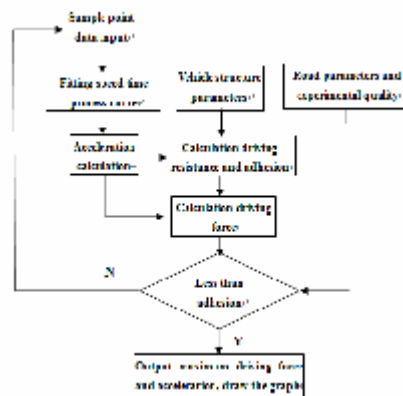 Sample point
data input
Fitting speed time
process curve
Vehicle structure
parameters
Road parameters and
experimental quality
Acceleration
calculation
Calculation driving
resistance and adhesion
Calculation driving
force
N
Less than
adhesion
Y
Output maximum driving force
and acceleration, draw the graph